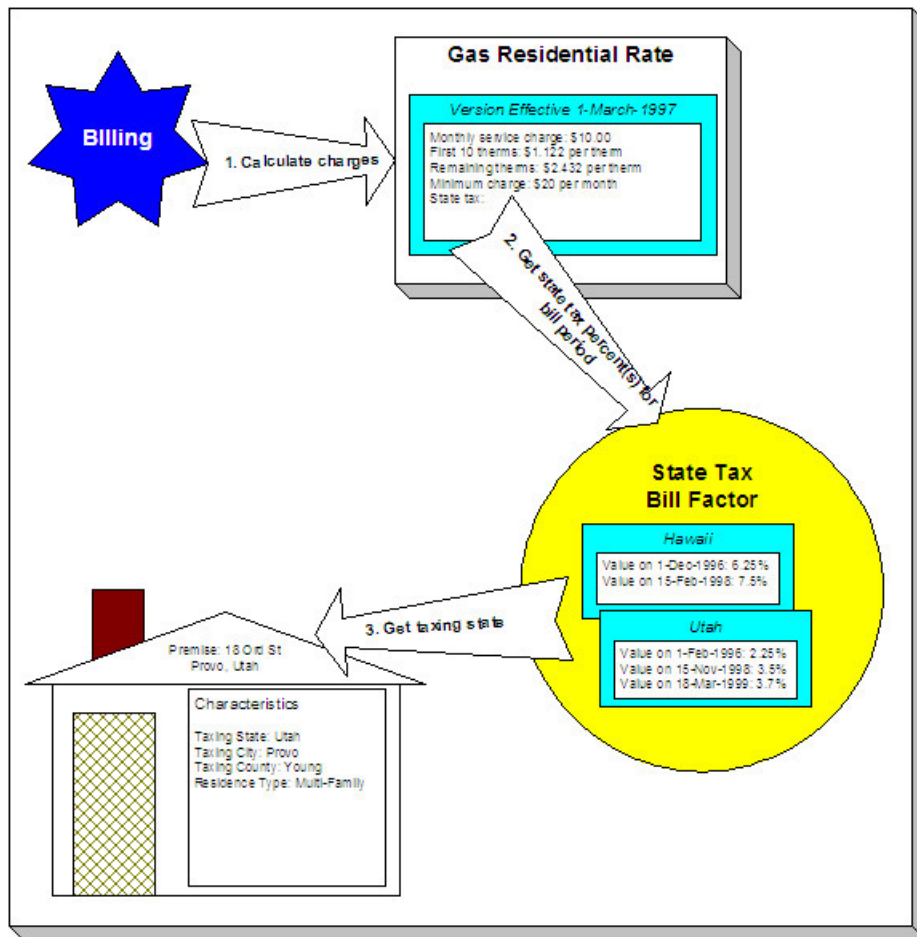 Gas Residential Rate
Billing
Version Effective 1-March-1997
Monthly service charge: $10.00
First 10 therms: $1.122 per therm
Remaining therms: $2.432 per therm
Minimum charge: $20 per month
State tax:
1. Calculate charges
2. Get state tax percent(s) for
bill period
State Tax
Bill Factor
Hawaii
Value on 1-Dec-1996: 6.25%
Value on 15-Feb-1998: 7.5%
Utah
Value on 1-Feb-1996: 2.25%
Value on 15-Nov-1998: 3.5%
Value on 18-Mar-1999: 3.7%
3. Get taxing state
Premise: 18 Ord St
Provo, Utah
Characteristics
Taxing State: Utah
Taxing City: Provo
Taxing County: Young
Residence Type: Multi-Family